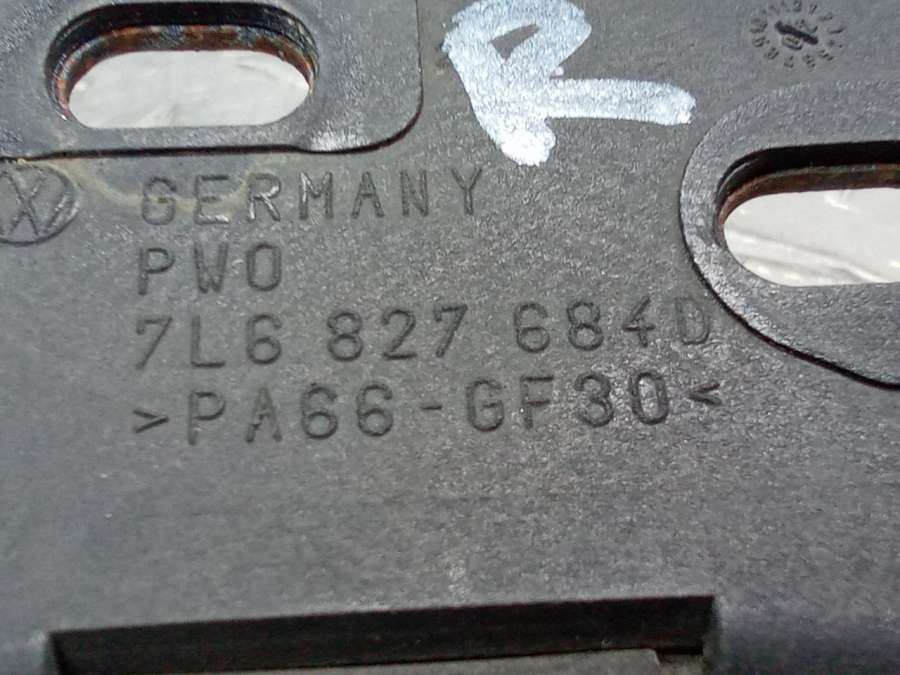 R
GERMANY
PWO
7L6 827 684D
>PA66-GF30<